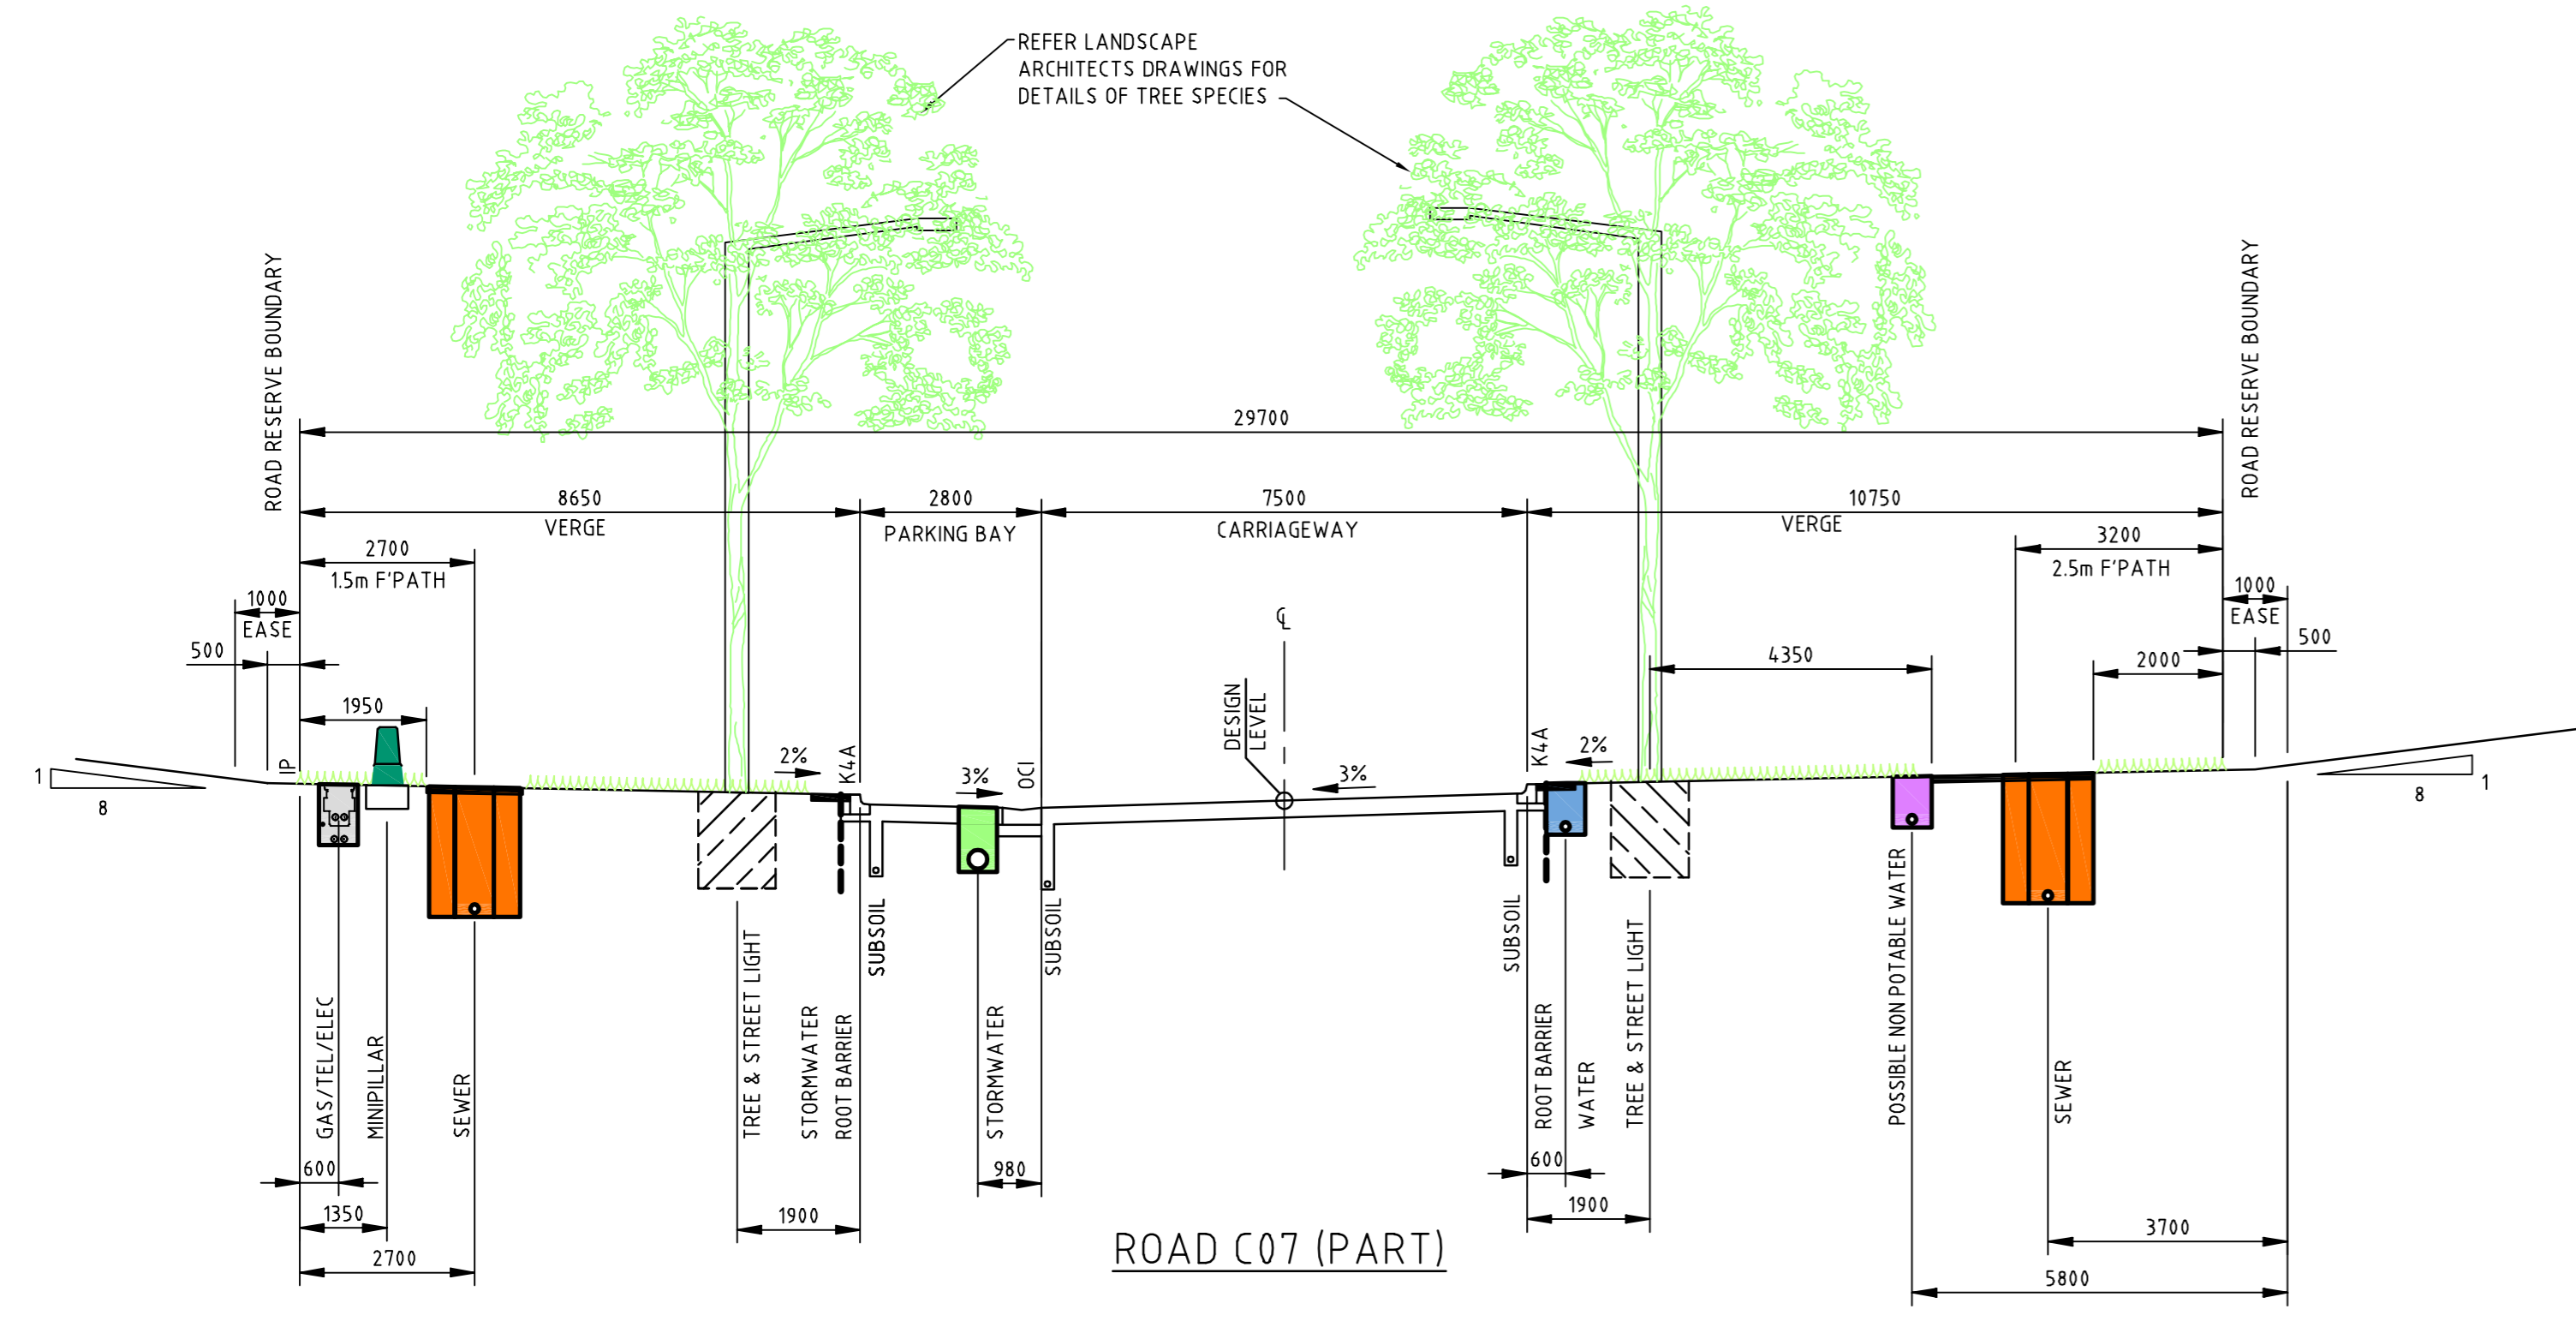 REFER LANDSCAPE
ARCHITECTS DRAWINGS FOR
DETAILS OF TREE SPECIES
ROAD RESERVE BOUNDARY
ROAD RESERVE BOUNDARY
29700
8650
VERGE
2800
PARKING BAY
7500
CARRIAGEWAY
10750
VERGE
2700
1.5m F'PATH
3200
2.5m F'PATH
1000
EASE
1000
EASE
500
500
1950
4350
2000
℄
DESIGN
LEVEL
IP
2%
K4A
3%
OCI
3%
K4A
2%
1
8
8
1
SUBSOIL
SUBSOIL
SUBSOIL
GAS/TEL/ELEC
MINIPILLAR
SEWER
TREE & STREET LIGHT
STORMWATER
ROOT BARRIER
STORMWATER
ROOT BARRIER
WATER
TREE & STREET LIGHT
POSSIBLE NON POTABLE WATER
SEWER
600
1350
2700
1900
980
600
1900
3700
5800
ROAD C07 (PART)